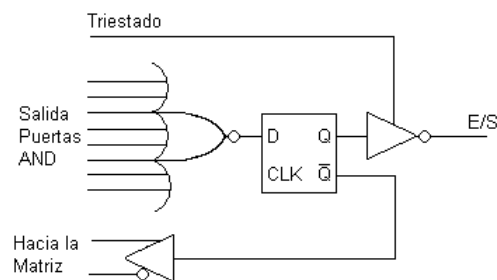 Triestado
Salida
Puertas
AND
D Q
CLK Q̅
E/S
Hacia la
Matriz